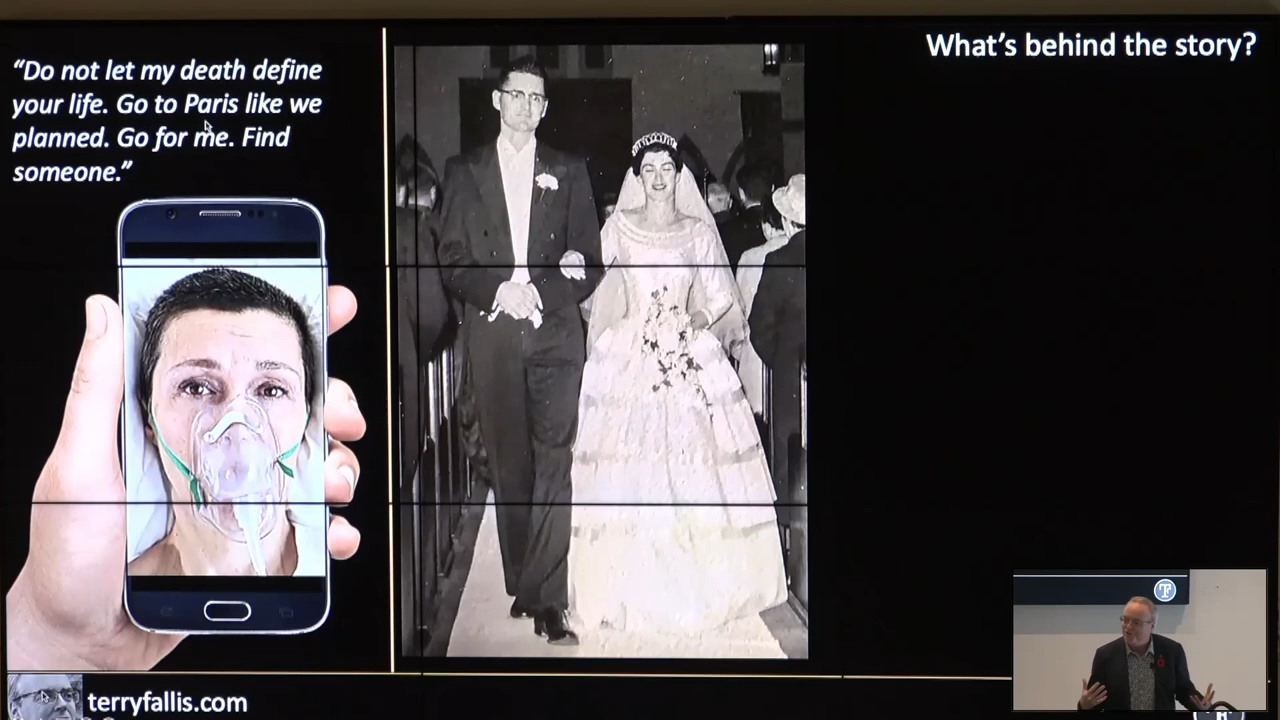 “Do not let my death define
your life. Go to Paris like we
planned. Go for me. Find
someone.”
What’s behind the story?
terryfallis.com